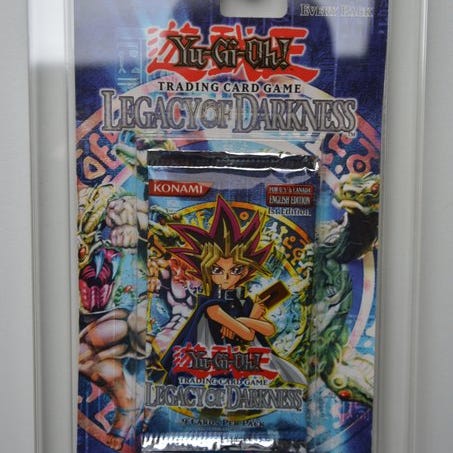 EVERY PACK
遊戯王
Yu-Gi-Oh!
TRADING CARD GAME
LEGACY OF DARKNESS
KONAMI
FOR U.S. & CANADA
ENGLISH EDITION
1st Edition
遊戯王
Yu-Gi-Oh!
TRADING CARD GAME
LEGACY OF DARKNESS
9 CARDS PER PACK